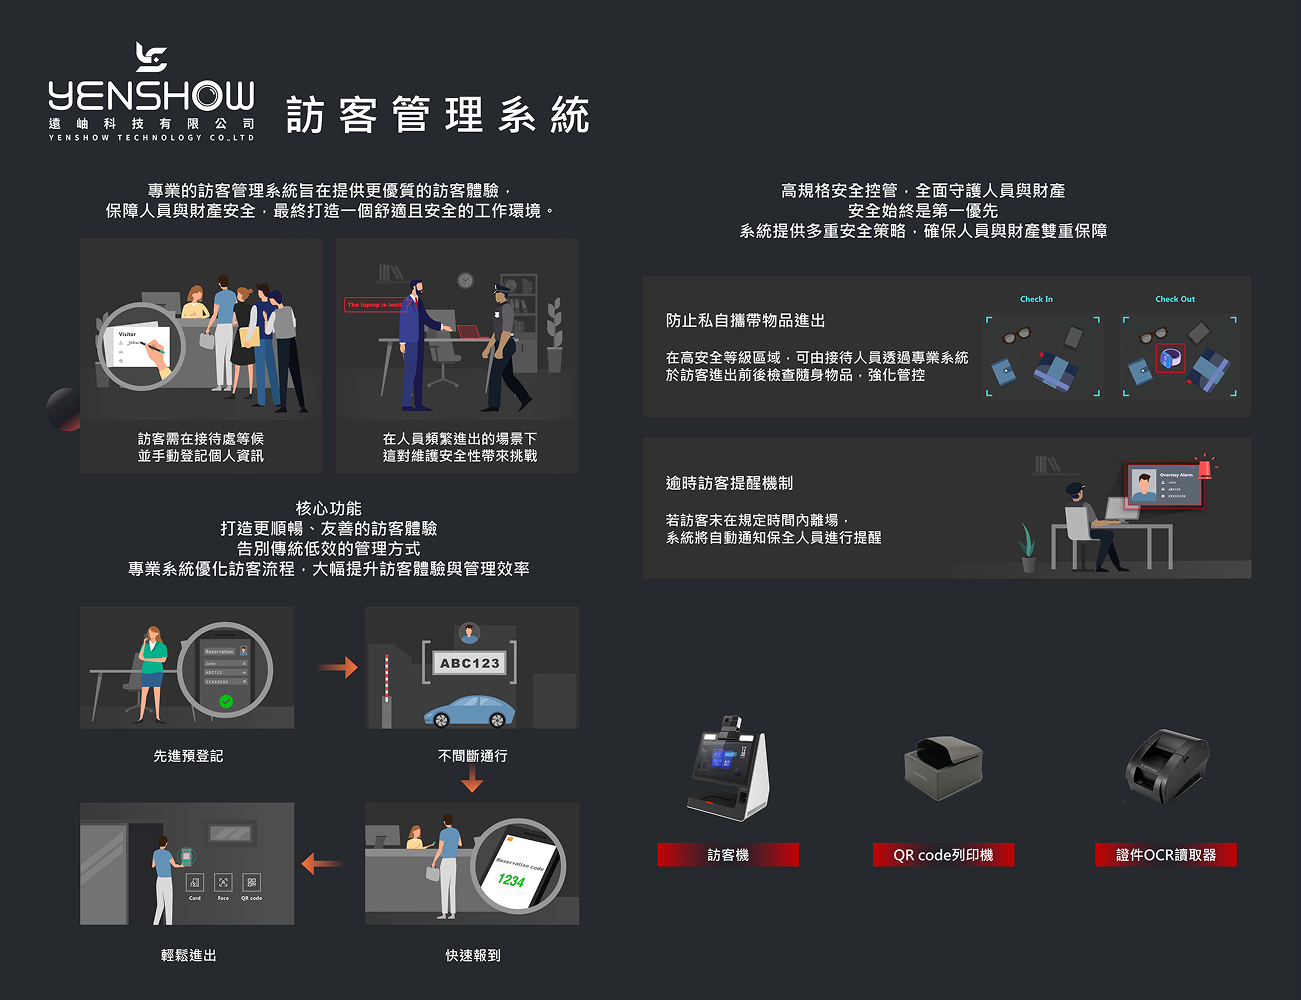 YENSHOW
遠岫科技有限公司
YENSHOW TECHNOLOGY CO.,LTD
訪客管理系統
專業的訪客管理系統旨在提供更優質的訪客體驗，
保障人員與財產安全，最終打造一個舒適且安全的工作環境。
Visitor
John
The laptop is lost!
訪客需在接待處等候
並手動登記個人資訊
在人員頻繁進出的場景下
這對維護安全性帶來挑戰
核心功能
打造更順暢、友善的訪客體驗
告別傳統低效的管理方式
專業系統優化訪客流程，大幅提升訪客體驗與管理效率
Reservation
John
ABC123
XXXXXXXX
先進預登記
ABC123
不間斷通行
Card
Face
QR code
輕鬆進出
Reservation code
1234
快速報到
高規格安全控管，全面守護人員與財產
安全始終是第一優先
系統提供多重安全策略，確保人員與財產雙重保障
防止私自攜帶物品進出
在高安全等級區域，可由接待人員透過專業系統
於訪客進出前後檢查隨身物品，強化管控
Check In
Check Out
逾時訪客提醒機制
若訪客未在規定時間內離場，
系統將自動通知保全人員進行提醒
Overstay Alarm
John
ABC123
XXXXXXXX
訪客機
QR code列印機
證件OCR讀取器